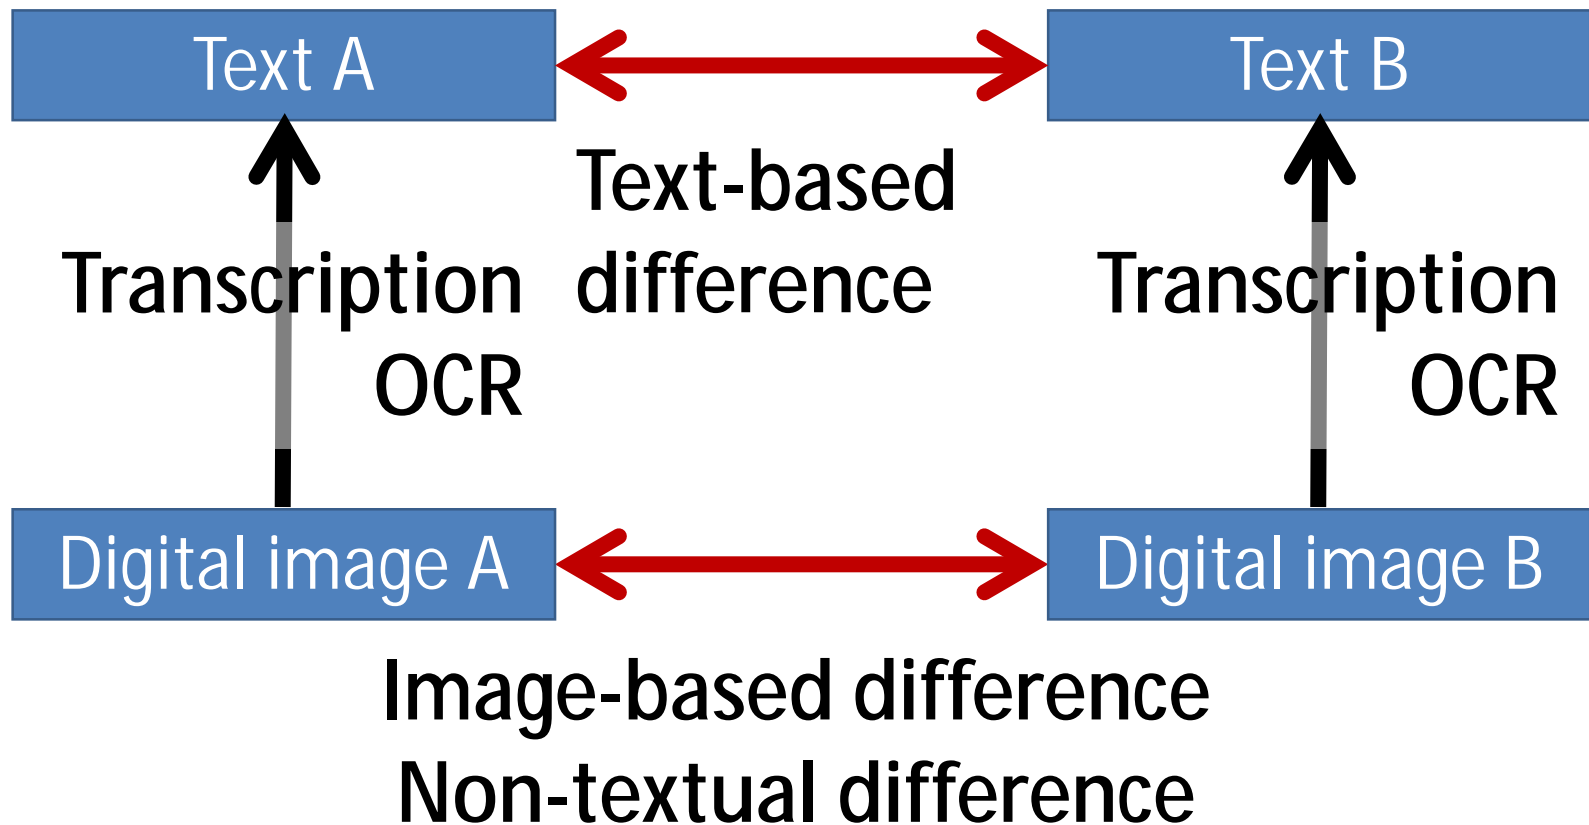 Text A
Text B
Text-based
difference
Transcription
OCR
Transcription
OCR
Digital image A
Digital image B
Image-based difference
Non-textual difference